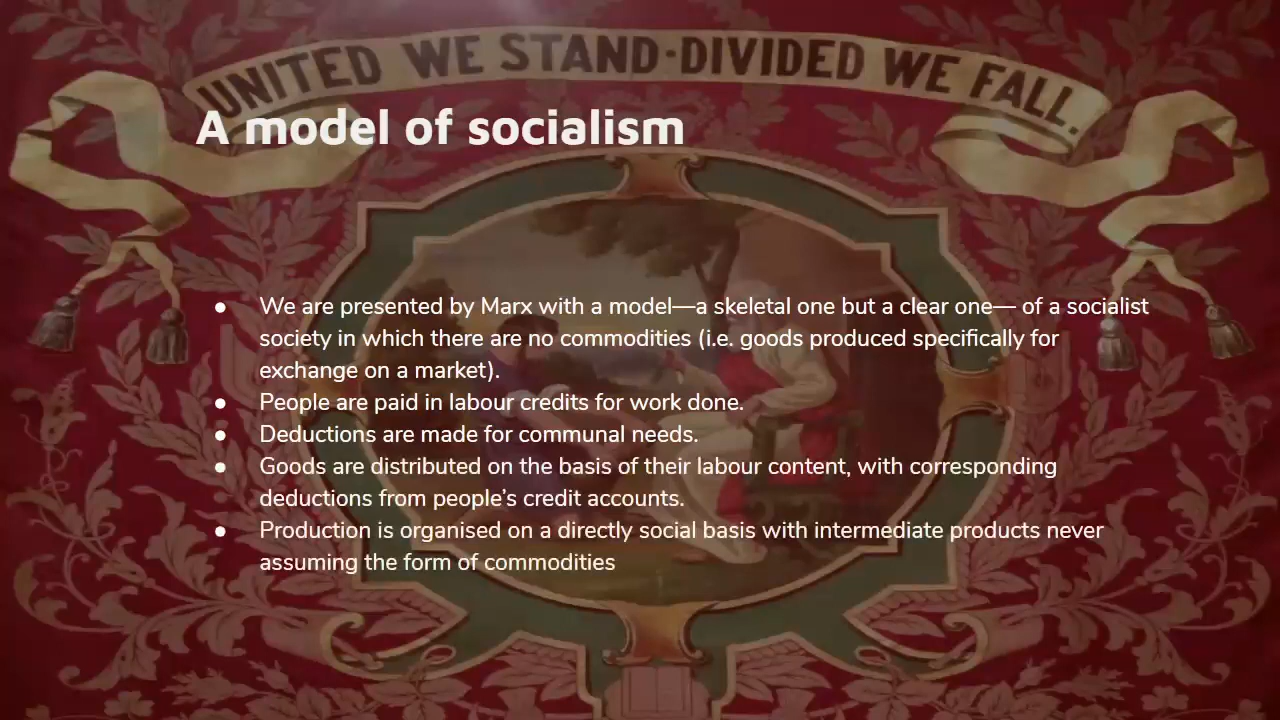 UNITED WE STAND·DIVIDED WE FALL.
A model of socialism
● We are presented by Marx with a model—a skeletal one but a clear one— of a socialist
society in which there are no commodities (i.e. goods produced specifically for
exchange on a market).
● People are paid in labour credits for work done.
● Deductions are made for communal needs.
● Goods are distributed on the basis of their labour content, with corresponding
deductions from people’s credit accounts.
● Production is organised on a directly social basis with intermediate products never
assuming the form of commodities